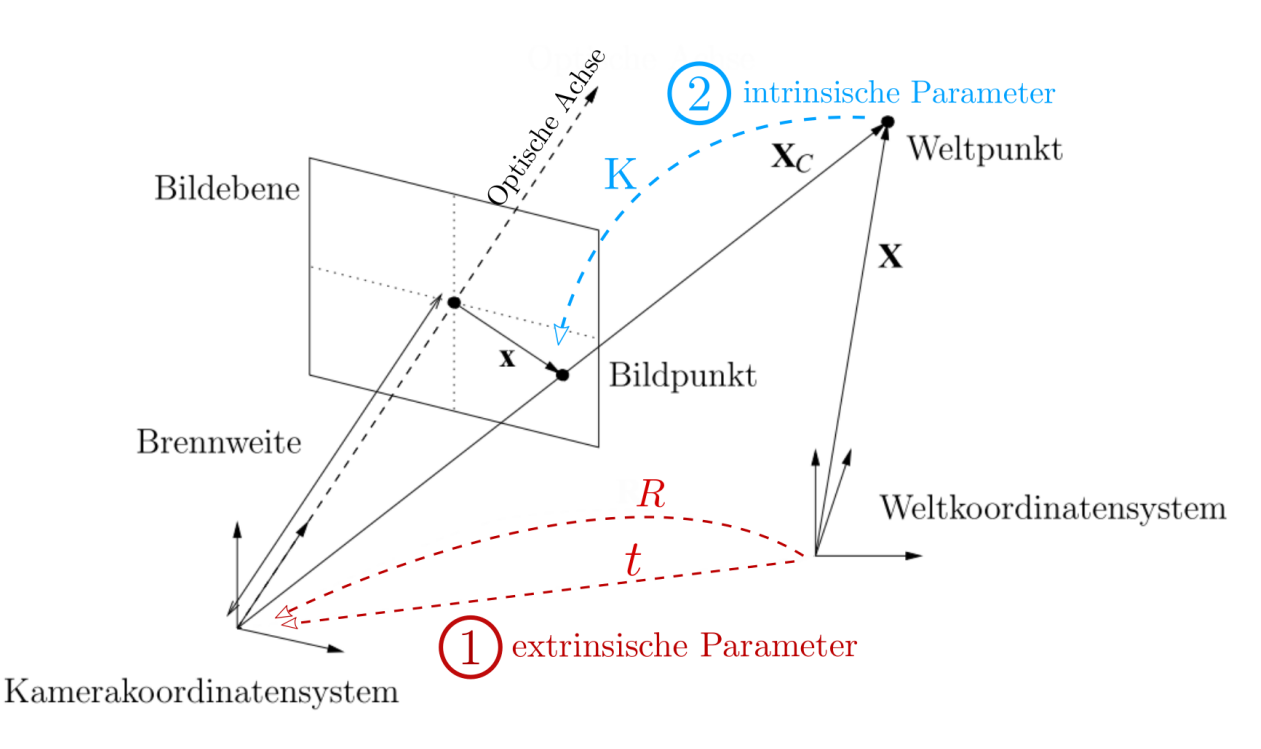 Optische Achse
2 intrinsische Parameter
Weltpunkt
X_C
K
Bildebene
X
x
Bildpunkt
Brennweite
R
Weltkoordinatensystem
t
1 extrinsische Parameter
Kamerakoordinatensystem